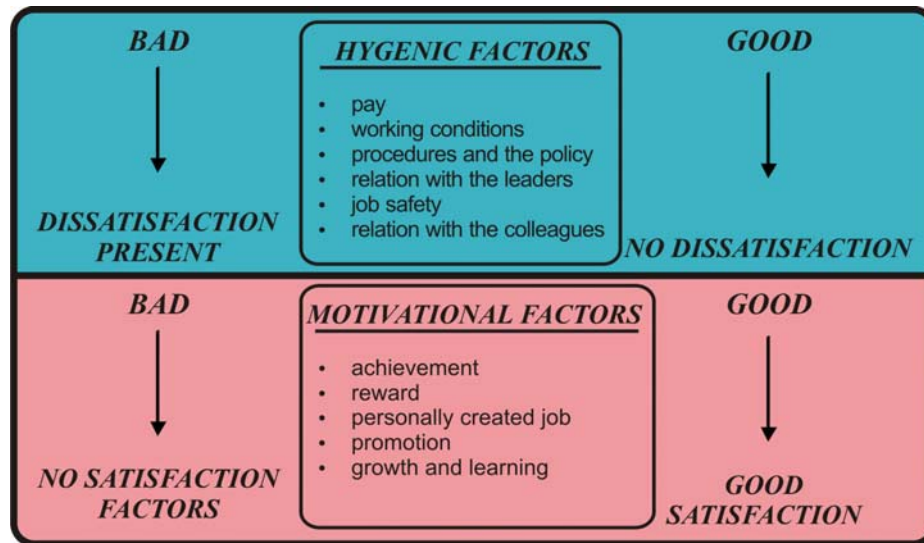 BAD
HYGENIC FACTORS
• pay
• working conditions
• procedures and the policy
• relation with the leaders
• job safety
• relation with the colleagues
GOOD
DISSATISFACTION
PRESENT
NO DISSATISFACTION
BAD
MOTIVATIONAL FACTORS
• achievement
• reward
• personally created job
• promotion
• growth and learning
GOOD
NO SATISFACTION
FACTORS
GOOD
SATISFACTION